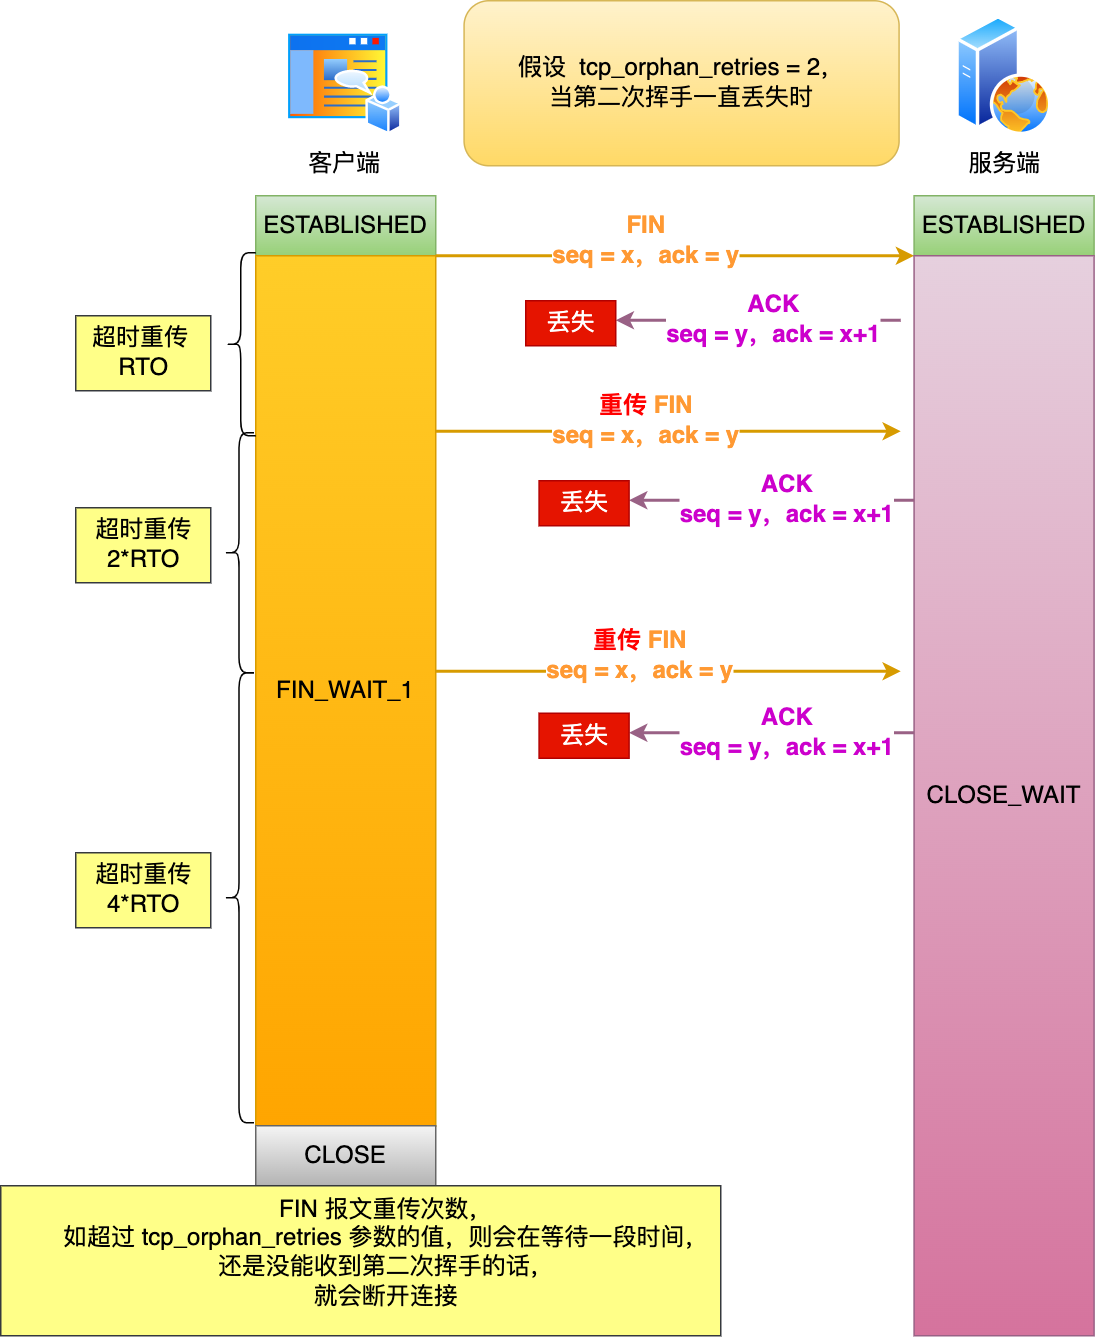 假设 tcp_orphan_retries = 2，
当第二次挥手一直丢失时
客户端
服务端
ESTABLISHED
ESTABLISHED
FIN
seq = x，ack = y
ACK
seq = y，ack = x+1
丢失
超时重传
RTO
重传 FIN
seq = x，ack = y
ACK
seq = y，ack = x+1
丢失
超时重传
2*RTO
重传 FIN
seq = x，ack = y
FIN_WAIT_1
ACK
seq = y，ack = x+1
丢失
CLOSE_WAIT
超时重传
4*RTO
CLOSE
FIN 报文重传次数，
如超过 tcp_orphan_retries 参数的值，则会在等待一段时间，
还是没能收到第二次挥手的话，
就会断开连接